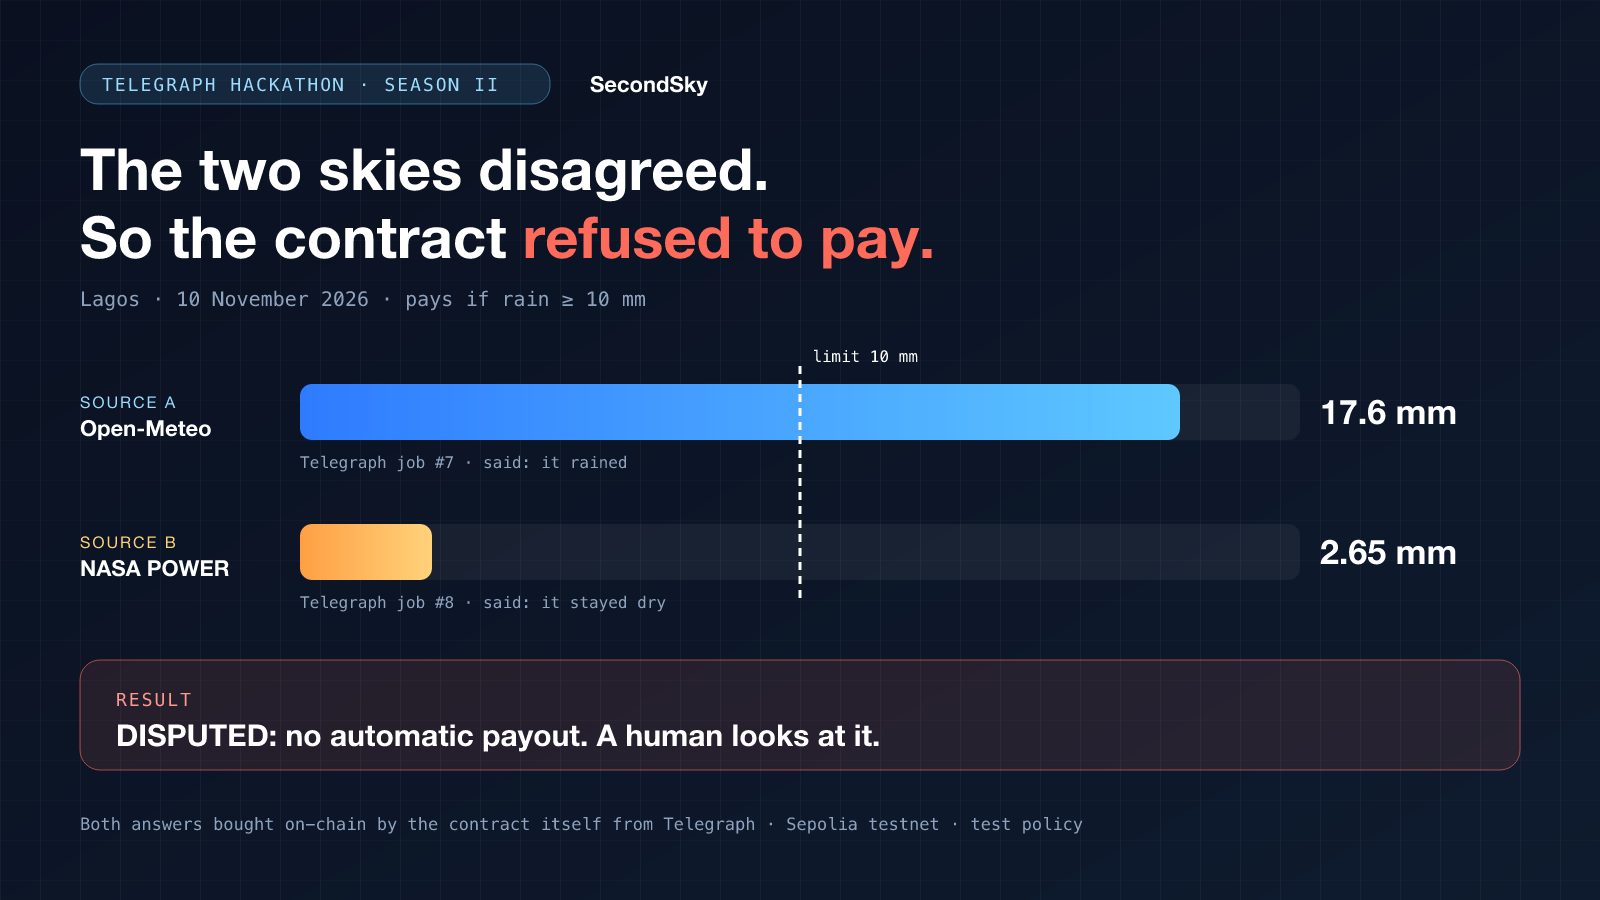 TELEGRAPH HACKATHON · SEASON II
SecondSky
The two skies disagreed.
So the contract refused to pay.
Lagos · 10 November 2026 · pays if rain ≥ 10 mm
limit 10 mm
SOURCE A
Open-Meteo
17.6 mm
Telegraph job #7 · said: it rained
SOURCE B
NASA POWER
2.65 mm
Telegraph job #8 · said: it stayed dry
RESULT
DISPUTED: no automatic payout. A human looks at it.
Both answers bought on-chain by the contract itself from Telegraph · Sepolia testnet · test policy